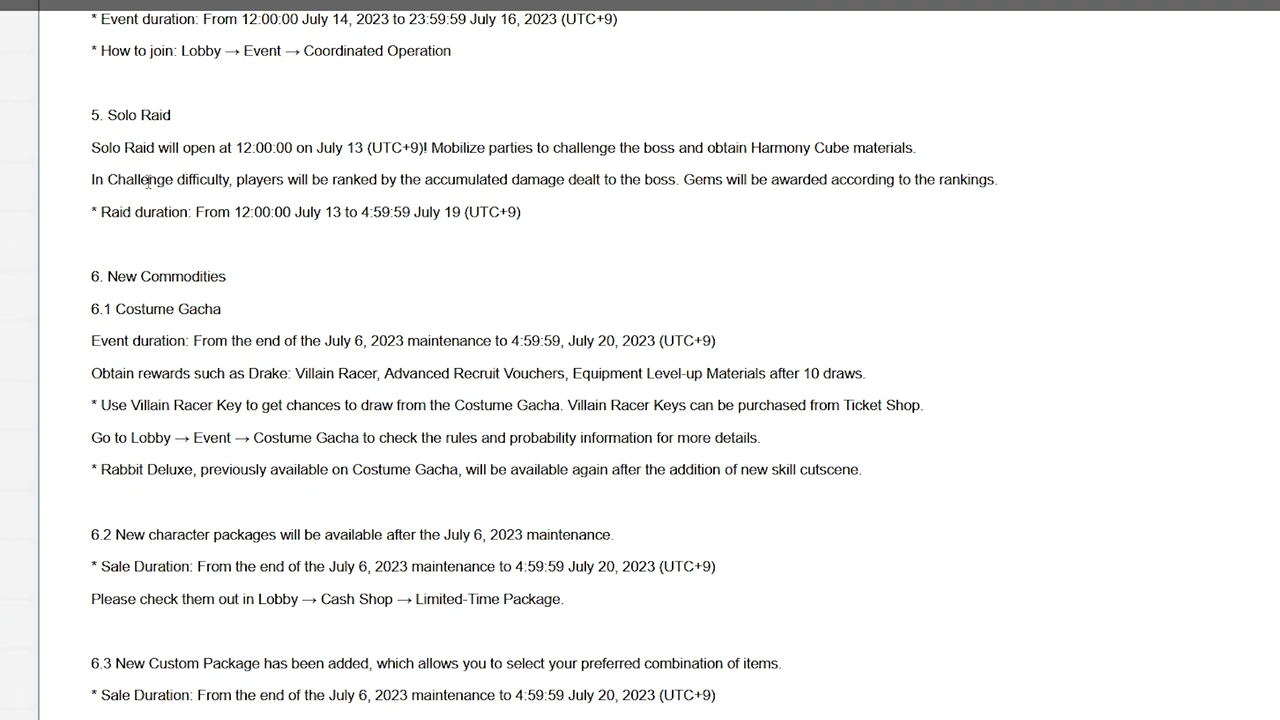 * Event duration: From 12:00:00 July 14, 2023 to 23:59:59 July 16, 2023 (UTC+9)
* How to join: Lobby → Event → Coordinated Operation
5. Solo Raid
Solo Raid will open at 12:00:00 on July 13 (UTC+9)! Mobilize parties to challenge the boss and obtain Harmony Cube materials.
In Challenge difficulty, players will be ranked by the accumulated damage dealt to the boss. Gems will be awarded according to the rankings.
* Raid duration: From 12:00:00 July 13 to 4:59:59 July 19 (UTC+9)
6. New Commodities
6.1 Costume Gacha
Event duration: From the end of the July 6, 2023 maintenance to 4:59:59, July 20, 2023 (UTC+9)
Obtain rewards such as Drake: Villain Racer, Advanced Recruit Vouchers, Equipment Level-up Materials after 10 draws.
* Use Villain Racer Key to get chances to draw from the Costume Gacha. Villain Racer Keys can be purchased from Ticket Shop.
Go to Lobby → Event → Costume Gacha to check the rules and probability information for more details.
* Rabbit Deluxe, previously available on Costume Gacha, will be available again after the addition of new skill cutscene.
6.2 New character packages will be available after the July 6, 2023 maintenance.
* Sale Duration: From the end of the July 6, 2023 maintenance to 4:59:59 July 20, 2023 (UTC+9)
Please check them out in Lobby → Cash Shop → Limited-Time Package.
6.3 New Custom Package has been added, which allows you to select your preferred combination of items.
* Sale Duration: From the end of the July 6, 2023 maintenance to 4:59:59 July 20, 2023 (UTC+9)